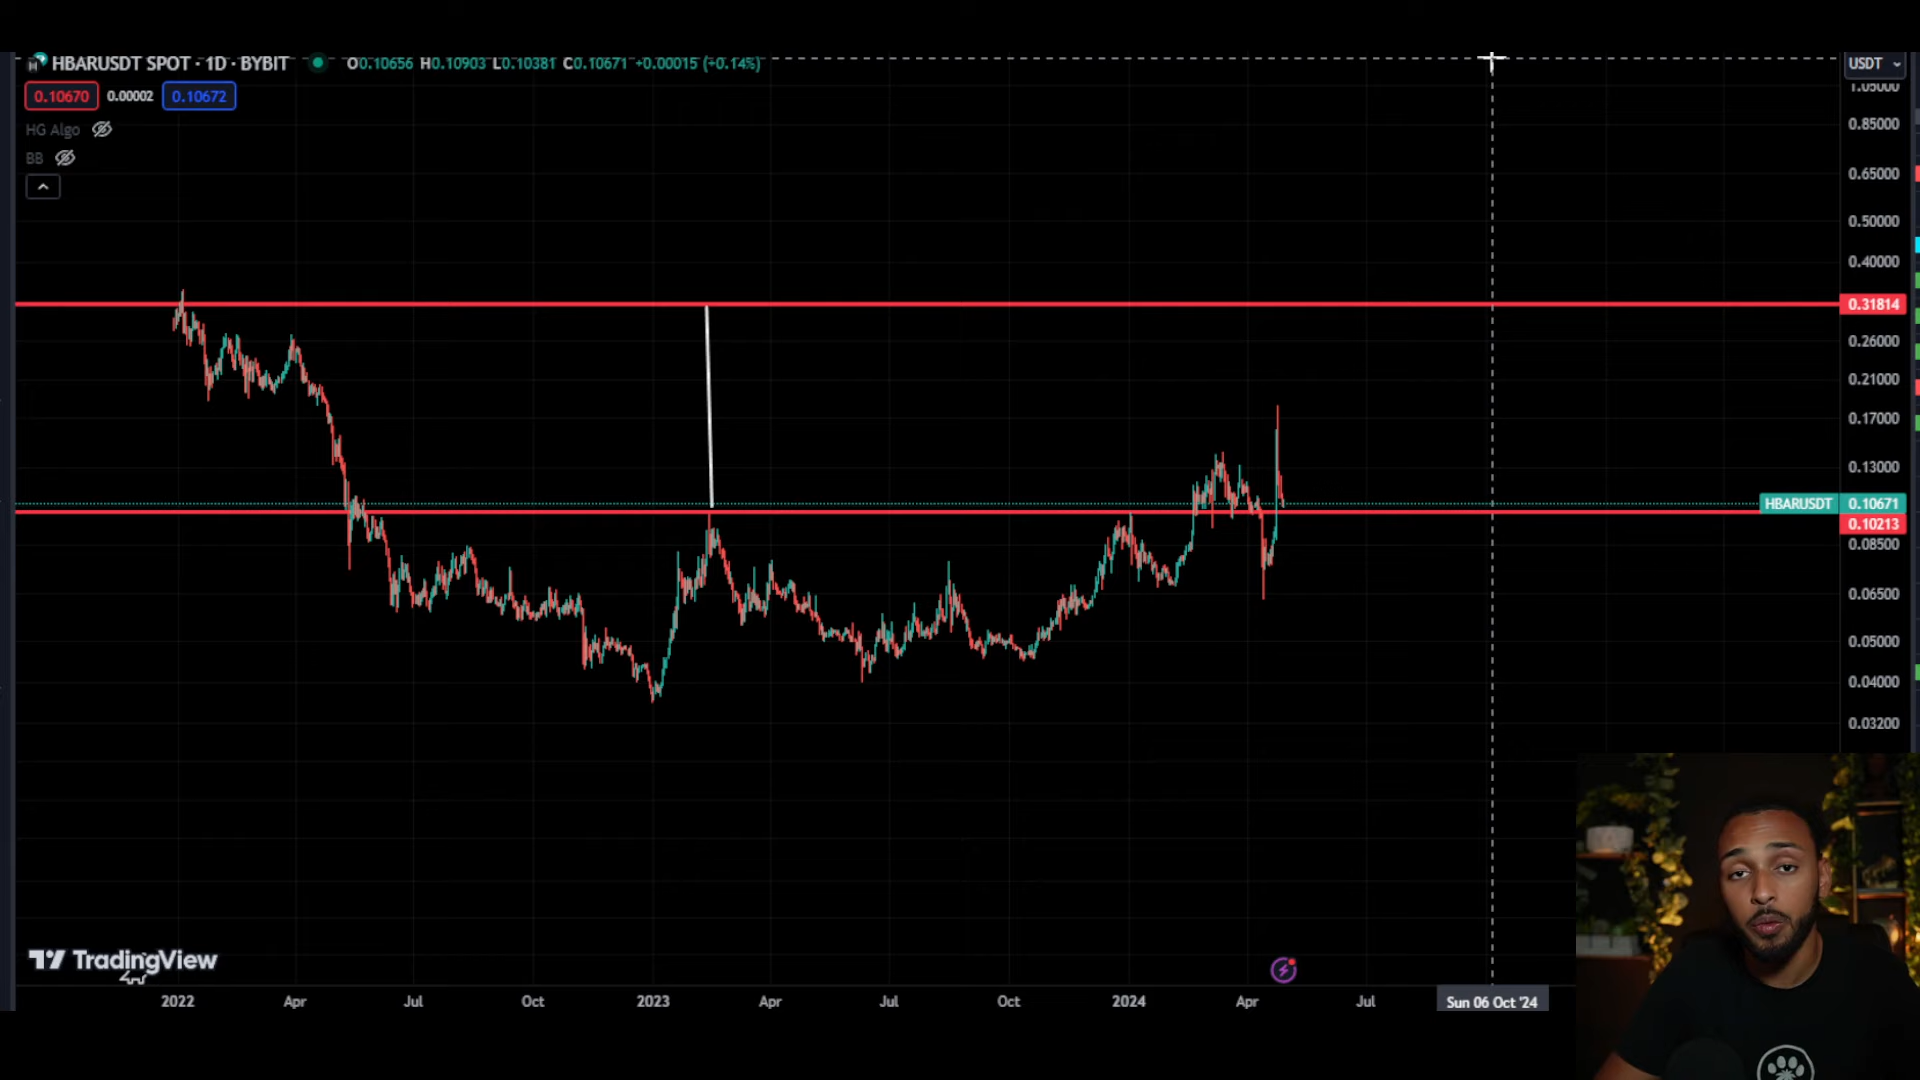 HBARUSDT SPOT · 1D · BYBIT O0.10656 H0.10903 L0.10381 C0.10671 +0.00015 (+0.14%)
USDT
0.10670 0.00002 0.10672
HG Algo
BB
1.05000
0.85000
0.65000
0.50000
0.40000
0.31814
0.26000
0.21000
0.17000
0.13000
HBARUSDT 0.10671
0.10213
0.08500
0.06500
0.05000
0.04000
0.03200
TradingView
2022 Apr Jul Oct 2023 Apr Jul Oct 2024 Apr Jul Sun 06 Oct '24